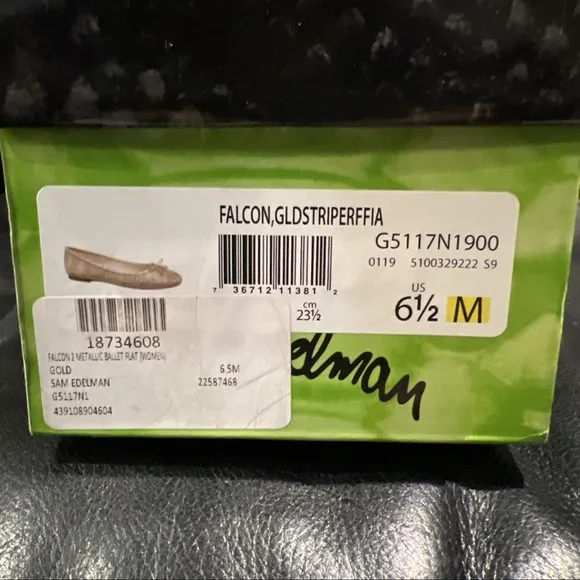 FALCON,GLDSTRIPERFFIA
G5117N1900
0119 5100329222 S9
7 36712 11381 2
cm
23½
US
6½ M
18734608
FALCON 2 METALLIC BALLET FLAT (WOMEN)
GOLD 6.5M
SAM EDELMAN 22587468
G5117N1
439108904604
delman